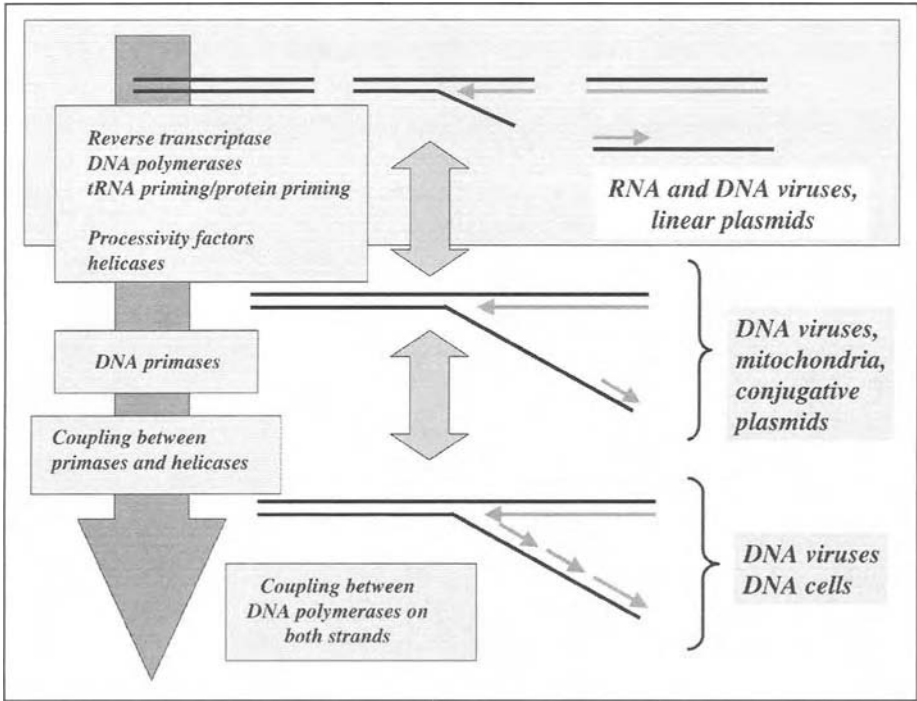 Reverse transcriptase
DNA polymerases
tRNA priming/protein priming
Processivity factors
helicases
RNA and DNA viruses,
linear plasmids
DNA primases
DNA viruses,
mitochondria,
conjugative
plasmids
Coupling between
primases and helicases
Coupling between
DNA polymerases on
both strands
DNA viruses
DNA cells